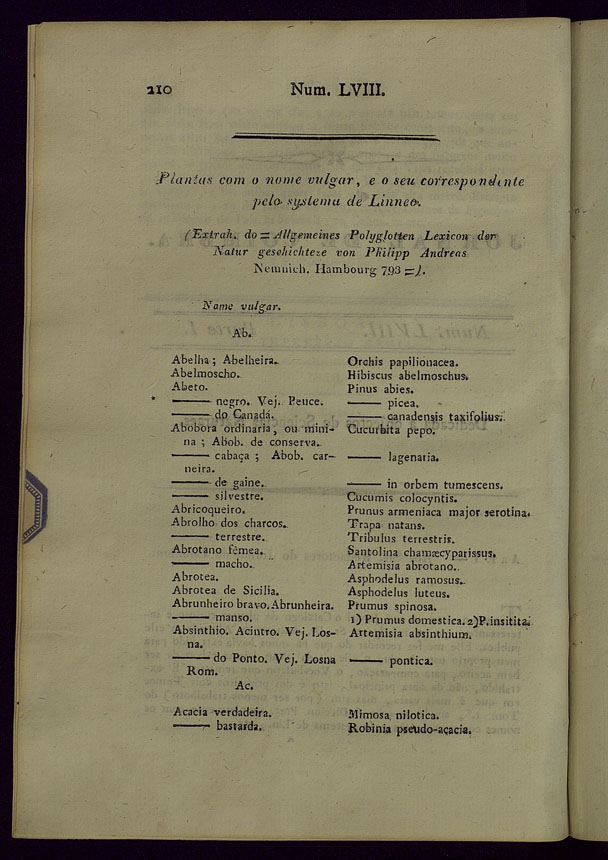 210 Num. LVIII.
Plantas com o nome vulgar, e o seu correspondente
pelo systema de Linneo.
(Extrah. do = Allgemeines Polyglotten Lexicon der
Natur geschichteze von Philipp Andreas
Nemnich. Hambourg 793 =).
Nome vulgar.
Ab.
Abelha; Abelheira. Orchis papilionacea.
Abelmoscho. Hibiscus abelmoschus.
Abeto. Pinus abies.
——— negro. Vej. Peuce. ——— picea.
——— do Canadá. ——— canadensis taxifolius.
Abobora ordinaria, ou mini- Cucurbita pepo.
na; Abob. de conserva.
——— cabaça; Abob. car- ——— lagenaria.
neira.
——— de gaine. ——— in orbem tumescens.
——— silvestre. Cucumis colocyntis.
Abricoqueiro. Prunus armeniaca major serotina.
Abrolho dos charcos. Trapa natans.
——— terrestre. Tribulus terrestris.
Abrotano fêmea. Santolina chamæcyparissus.
——— macho. Artemisia abrotano.
Abrotea. Asphodelus ramosus.
Abrotea de Sicilia. Asphodelus luteus.
Abrunheiro bravo. Abrunheira. Prumus spinosa.
——— manso. 1) Prumus domestica. 2) P. insitita.
Absinthio. Acintro. Vej. Los- Artemisia absinthium.
na.
——— do Ponto. Vej. Losna ——— pontica.
Rom.
Ac.
Acacia verdadeira. Mimosa nilotica.
——— bastarda. Robinia pseudo-acacia.